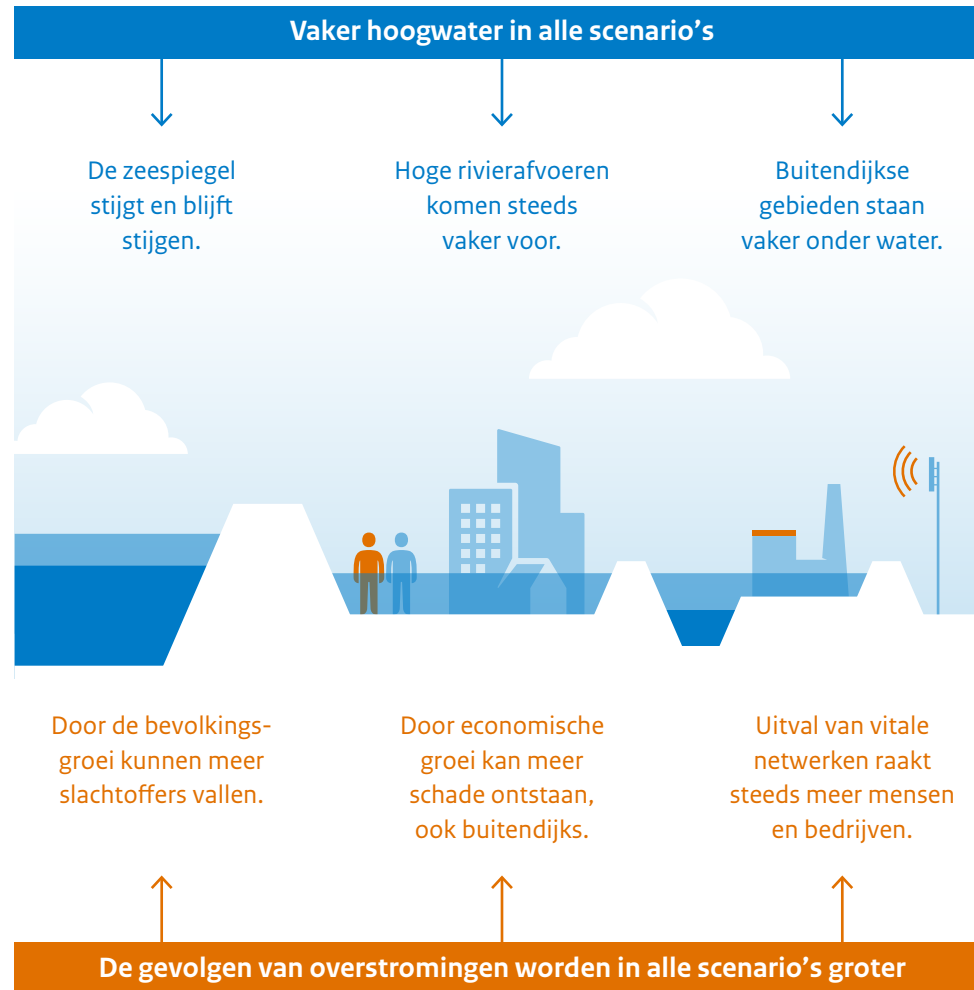 Vaker hoogwater in alle scenario’s
De zeespiegel
stijgt en blijft
stijgen.
Hoge rivierafvoeren
komen steeds
vaker voor.
Buitendijkse
gebieden staan
vaker onder water.
Door de bevolkings-
groei kunnen meer
slachtoffers vallen.
Door economische
groei kan meer
schade ontstaan,
ook buitendijks.
Uitval van vitale
netwerken raakt
steeds meer mensen
en bedrijven.
De gevolgen van overstromingen worden in alle scenario’s groter